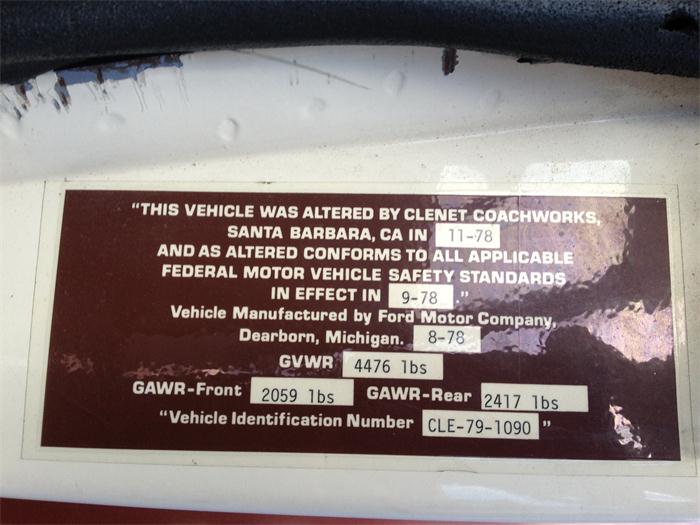 "THIS VEHICLE WAS ALTERED BY CLENET COACHWORKS,
SANTA BARBARA, CA IN 11-78
AND AS ALTERED CONFORMS TO ALL APPLICABLE
FEDERAL MOTOR VEHICLE SAFETY STANDARDS
IN EFFECT IN 9-78 ."
Vehicle Manufactured by Ford Motor Company,
Dearborn, Michigan. 8-78
GVWR 4476 lbs
GAWR-Front 2059 lbs GAWR-Rear 2417 lbs
"Vehicle Identification Number CLE-79-1090 "